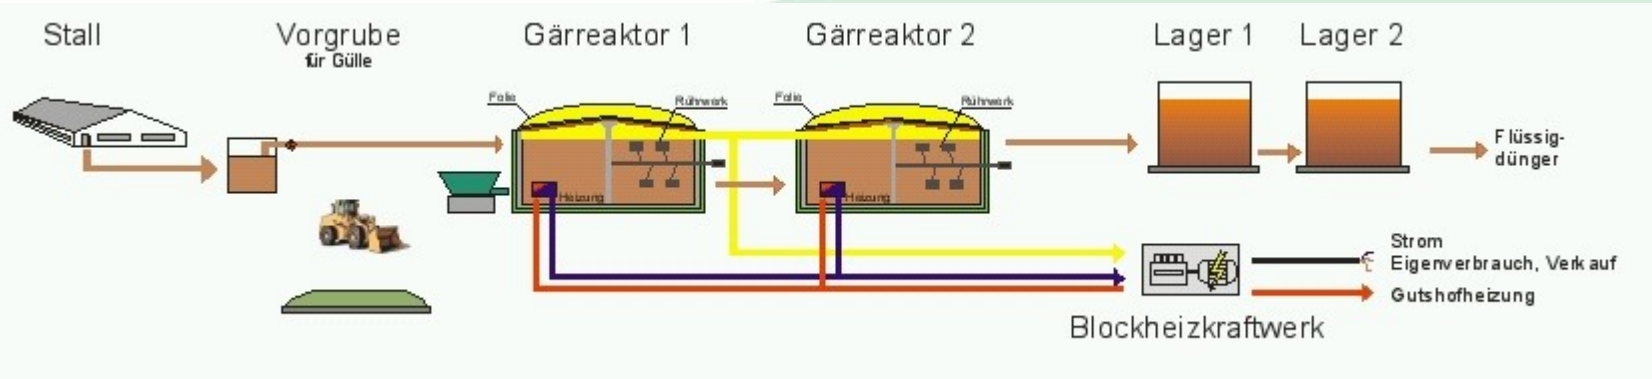 Stall
Vorgrube
für Gülle
Gärreaktor 1
Gärreaktor 2
Lager 1
Lager 2
Folie
Rührwerk
Folie
Rührwerk
Heizung
Heizung
Flüssig-
dünger
Strom
Eigenverbrauch, Verkauf
Gutshofheizung
Blockheizkraftwerk